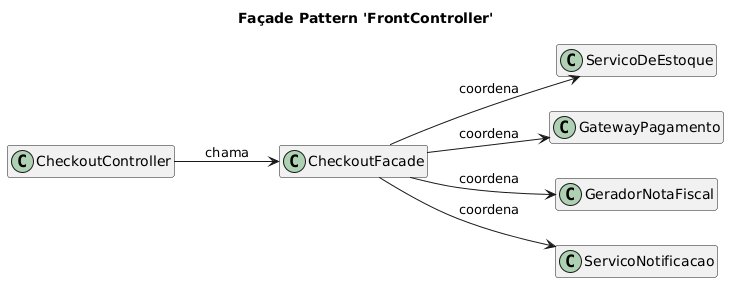 Façade Pattern 'FrontController'
C ServicoDeEstoque
coordena
C GatewayPagamento
coordena
C CheckoutController
chama
C CheckoutFacade
coordena
C GeradorNotaFiscal
coordena
C ServicoNotificacao